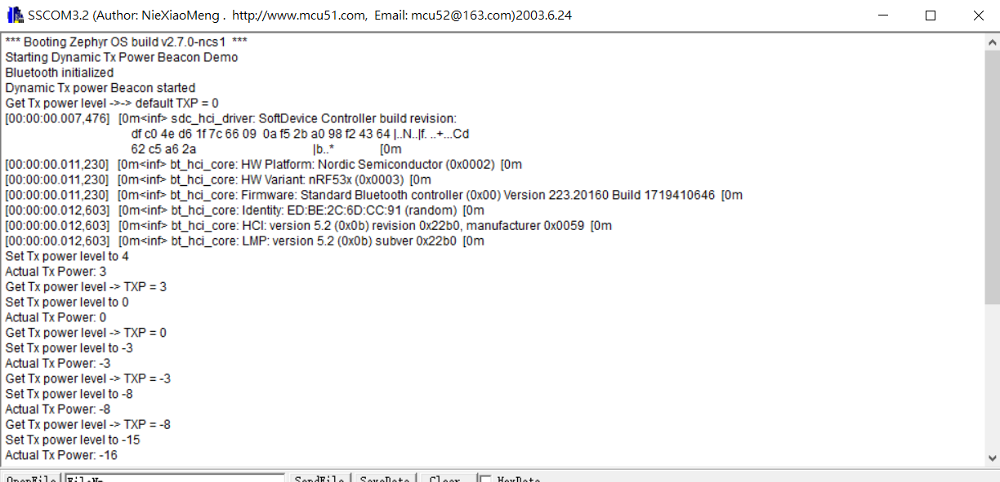 SSCOM3.2 (Author: NieXiaoMeng .  http://www.mcu51.com,  Email: mcu52@163.com)2003.6.24
*** Booting Zephyr OS build v2.7.0-ncs1  ***
Starting Dynamic Tx Power Beacon Demo
Bluetooth initialized
Dynamic Tx power Beacon started
Get Tx power level ->-> default TXP = 0
[00:00:00.007,476]  [0m<inf> sdc_hci_driver: SoftDevice Controller build revision:
df c0 4e d6 1f 7c 66 09  0a f5 2b a0 98 f2 43 64 |..N..|f. ..+...Cd
62 c5 a6 2a                                      |b..*             [0m
[00:00:00.011,230]  [0m<inf> bt_hci_core: HW Platform: Nordic Semiconductor (0x0002)  [0m
[00:00:00.011,230]  [0m<inf> bt_hci_core: HW Variant: nRF53x (0x0003)  [0m
[00:00:00.011,230]  [0m<inf> bt_hci_core: Firmware: Standard Bluetooth controller (0x00) Version 223.20160 Build 1719410646  [0m
[00:00:00.012,603]  [0m<inf> bt_hci_core: Identity: ED:BE:2C:6D:CC:91 (random)  [0m
[00:00:00.012,603]  [0m<inf> bt_hci_core: HCI: version 5.2 (0x0b) revision 0x22b0, manufacturer 0x0059  [0m
[00:00:00.012,603]  [0m<inf> bt_hci_core: LMP: version 5.2 (0x0b) subver 0x22b0  [0m
Set Tx power level to 4
Actual Tx Power: 3
Get Tx power level -> TXP = 3
Set Tx power level to 0
Actual Tx Power: 0
Get Tx power level -> TXP = 0
Set Tx power level to -3
Actual Tx Power: -3
Get Tx power level -> TXP = -3
Set Tx power level to -8
Actual Tx Power: -8
Get Tx power level -> TXP = -8
Set Tx power level to -15
Actual Tx Power: -16
OpenFile FileNm SendFile SaveData Clear HexData